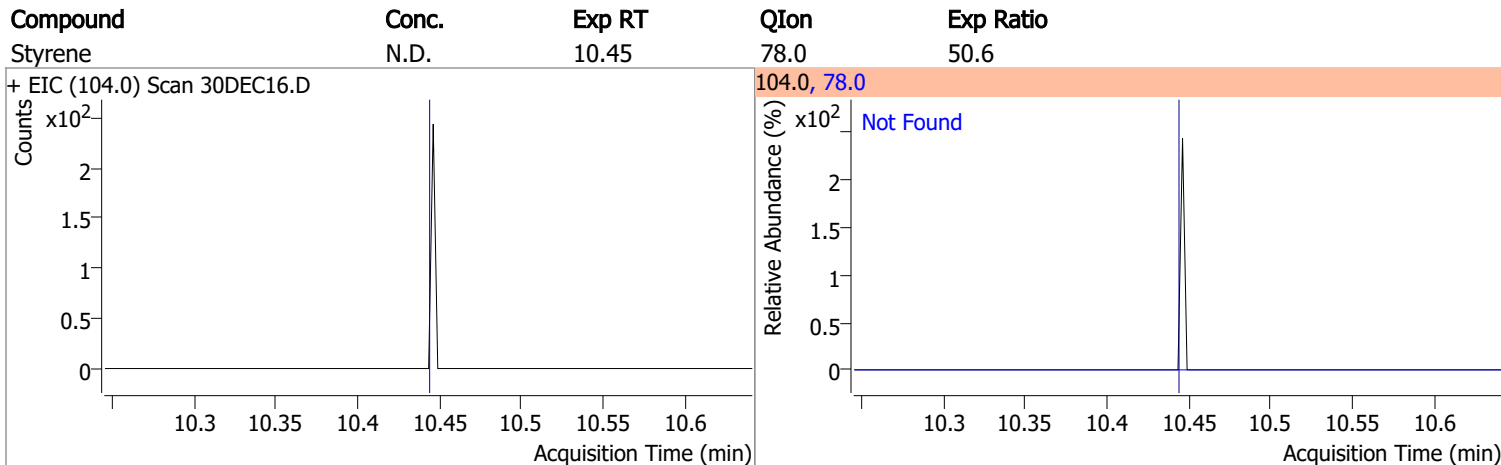 Compound Conc. Exp RT QIon Exp Ratio
Styrene N.D. 10.45 78.0 50.6
+ EIC (104.0) Scan 30DEC16.D
Counts
x10²
2
1.5
1
0.5
0
10.3 10.35 10.4 10.45 10.5 10.55 10.6
Acquisition Time (min)
104.0, 78.0
Relative Abundance (%)
x10²
Not Found
2
1.5
1
0.5
0
10.3 10.35 10.4 10.45 10.5 10.55 10.6
Acquisition Time (min)